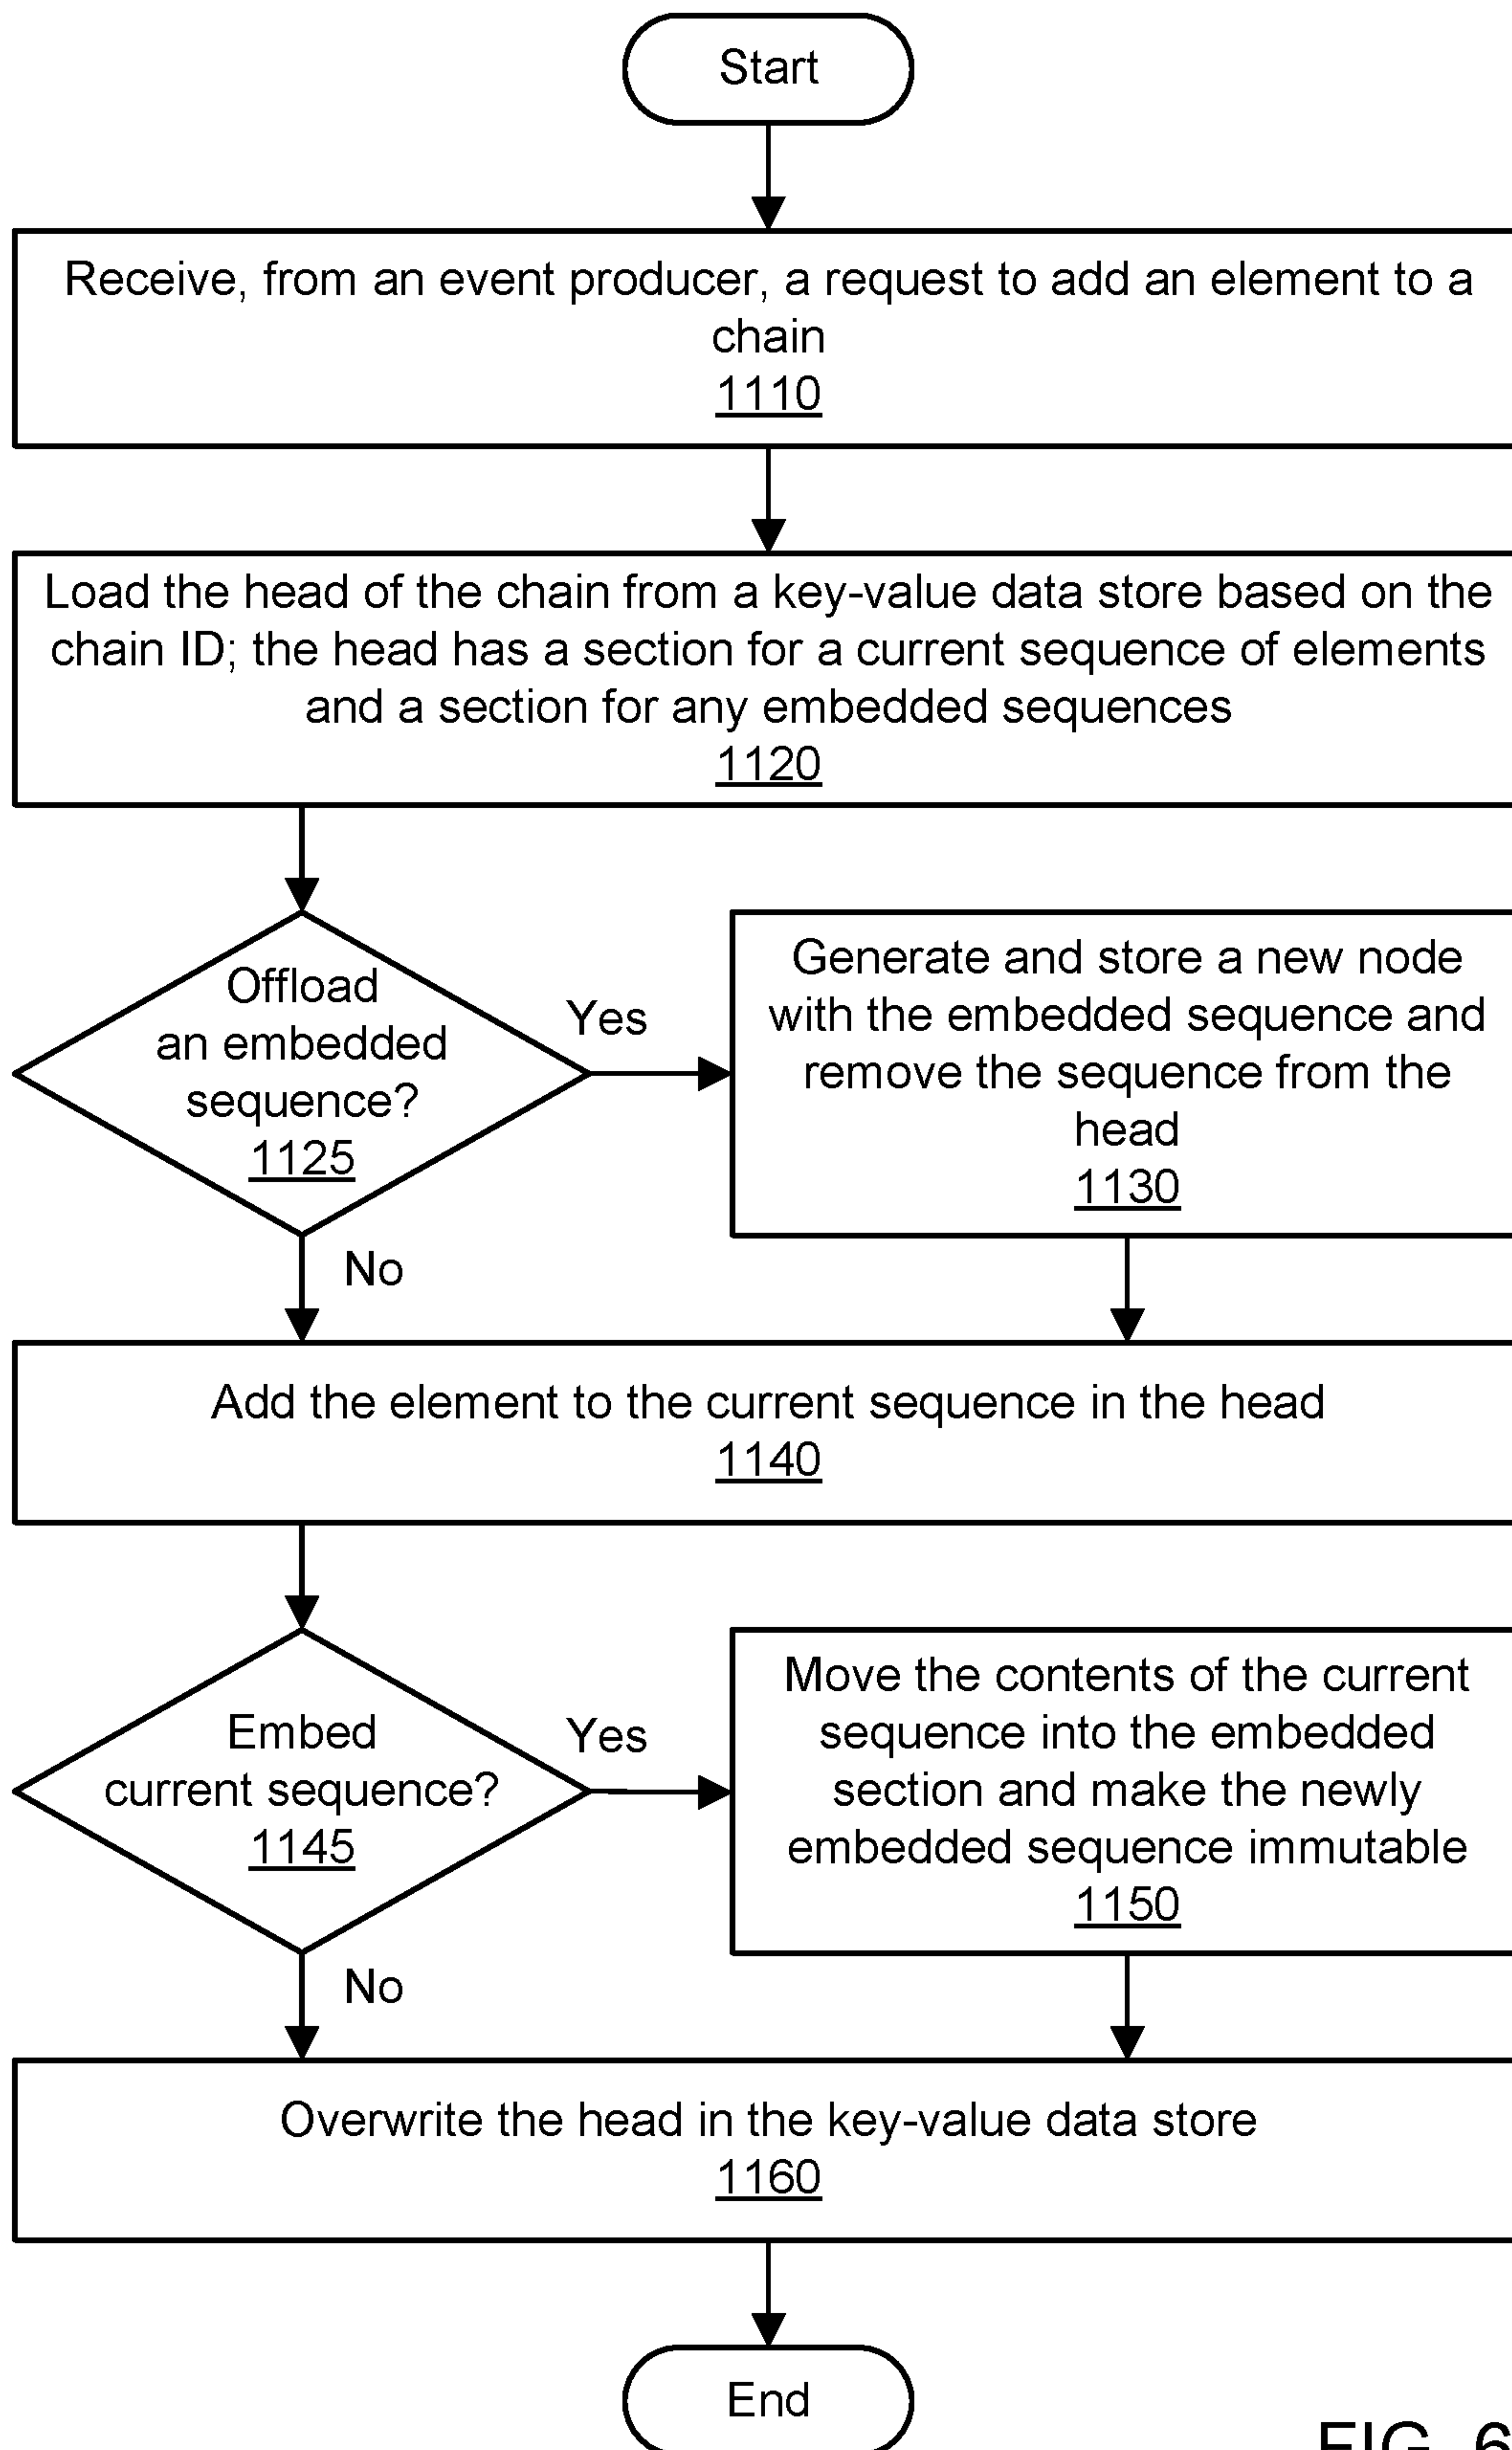 Start
Receive, from an event producer, a request to add an element to a
chain
1110
Load the head of the chain from a key-value data store based on the
chain ID; the head has a section for a current sequence of elements
and a section for any embedded sequences
1120
Offload
an embedded
sequence?
1125
Yes
Generate and store a new node
with the embedded sequence and
remove the sequence from the
head
1130
No
Add the element to the current sequence in the head
1140
Embed
current sequence?
1145
Yes
Move the contents of the current
sequence into the embedded
section and make the newly
embedded sequence immutable
1150
No
Overwrite the head in the key-value data store
1160
End
FIG. 6